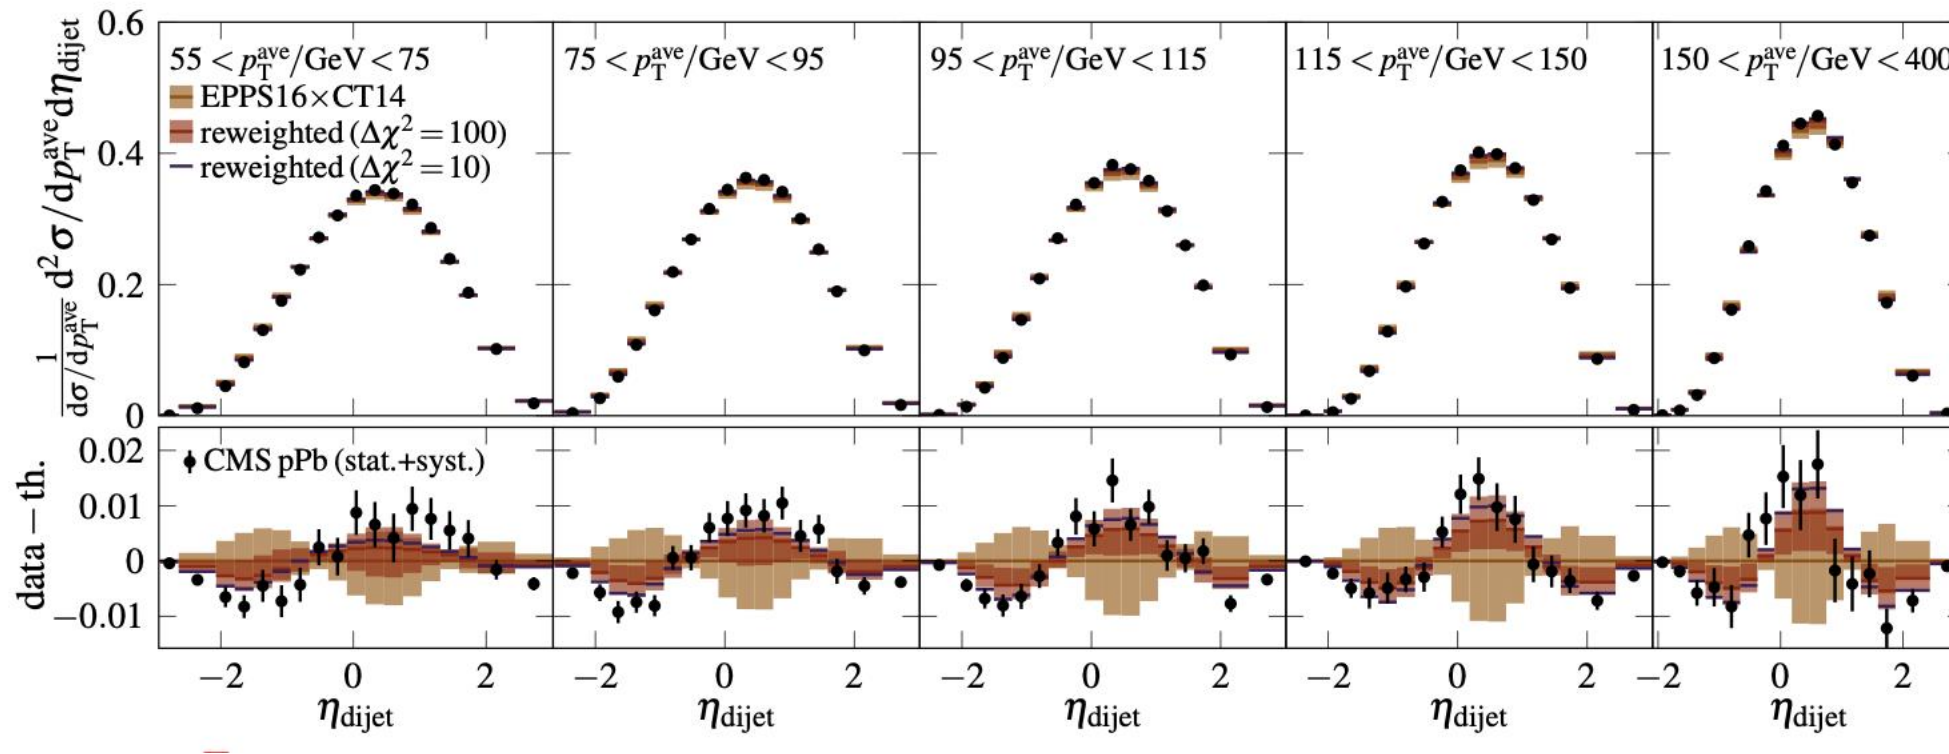 1/(dσ/dp_T^ave) d²σ/dp_T^ave dη_dijet
0.6
0.4
0.2
0
55 < p_T^ave/GeV < 75
EPPS16×CT14
reweighted (Δχ² = 100)
reweighted (Δχ² = 10)
75 < p_T^ave/GeV < 95
95 < p_T^ave/GeV < 115
115 < p_T^ave/GeV < 150
150 < p_T^ave/GeV < 400
data − th.
0.02
0.01
0
−0.01
CMS pPb (stat.+syst.)
−2 0 2 −2 0 2 −2 0 2 −2 0 2 −2 0 2
η_dijet η_dijet η_dijet η_dijet η_dijet